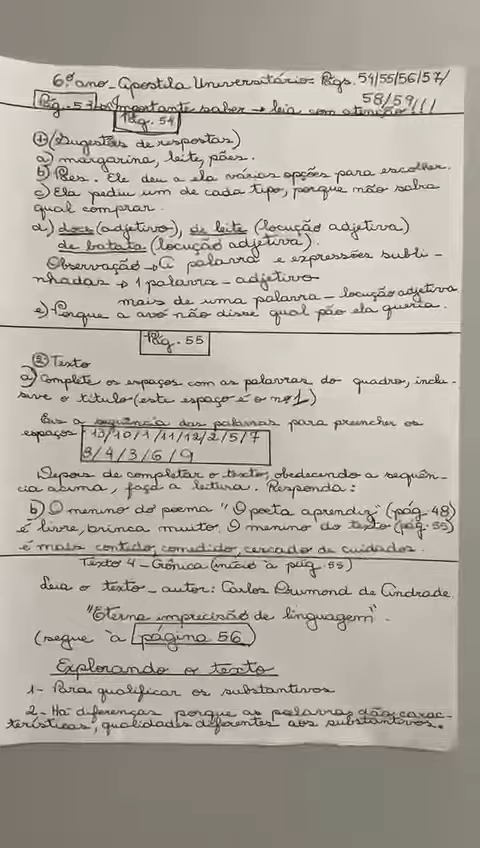 6º ano - Apostila Universitário - Págs. 54/55/56/57/
58/59///
Pág. 53 Importante saber → leia com atenção
Pág. 54
① (Sugestões de respostas)
a) margarina, leite, pães.
b) Pães. Ele deu a ela várias opções para escolher.
c) Ela pediu um de cada tipo, porque não sabia
qual comprar.
d) doce (adjetivo), de leite (locução adjetiva)
de batata (locução adjetiva).
Observação → A palavra e expressões subli-
nhadas → 1 palavra - adjetivo
mais de uma palavra - locução adjetiva
e) Porque a avó não disse qual pão ela queria.
Pág. 55
② Texto
a) Complete os espaços com as palavras do quadro, inclu-
sive o título (este espaço é o nº 1)
Eis a sequência das palavras para preencher os
espaços 13/10/1/11/12/2/5/7
8/4/3/6/9
Depois de completar o texto, obedecendo a sequên-
cia acima, faça a leitura. Responda:
b) O menino do poema "O poeta aprendiz" (pág. 48)
é livre, brinca muito. O menino do texto (pág. 55)
é mais contido, comedido, cercado de cuidados.
Texto 4 - Crônica (início à pág. 55)
Leia o texto - autor: Carlos Drumond de Andrade.
"Eterna imprecisão de linguagem".
(segue à página 56)
Explorando o texto
1- Para qualificar os substantivos
2- Há diferenças porque as palavras dão carac-
terísticas, qualidades diferentes aos substantivos.